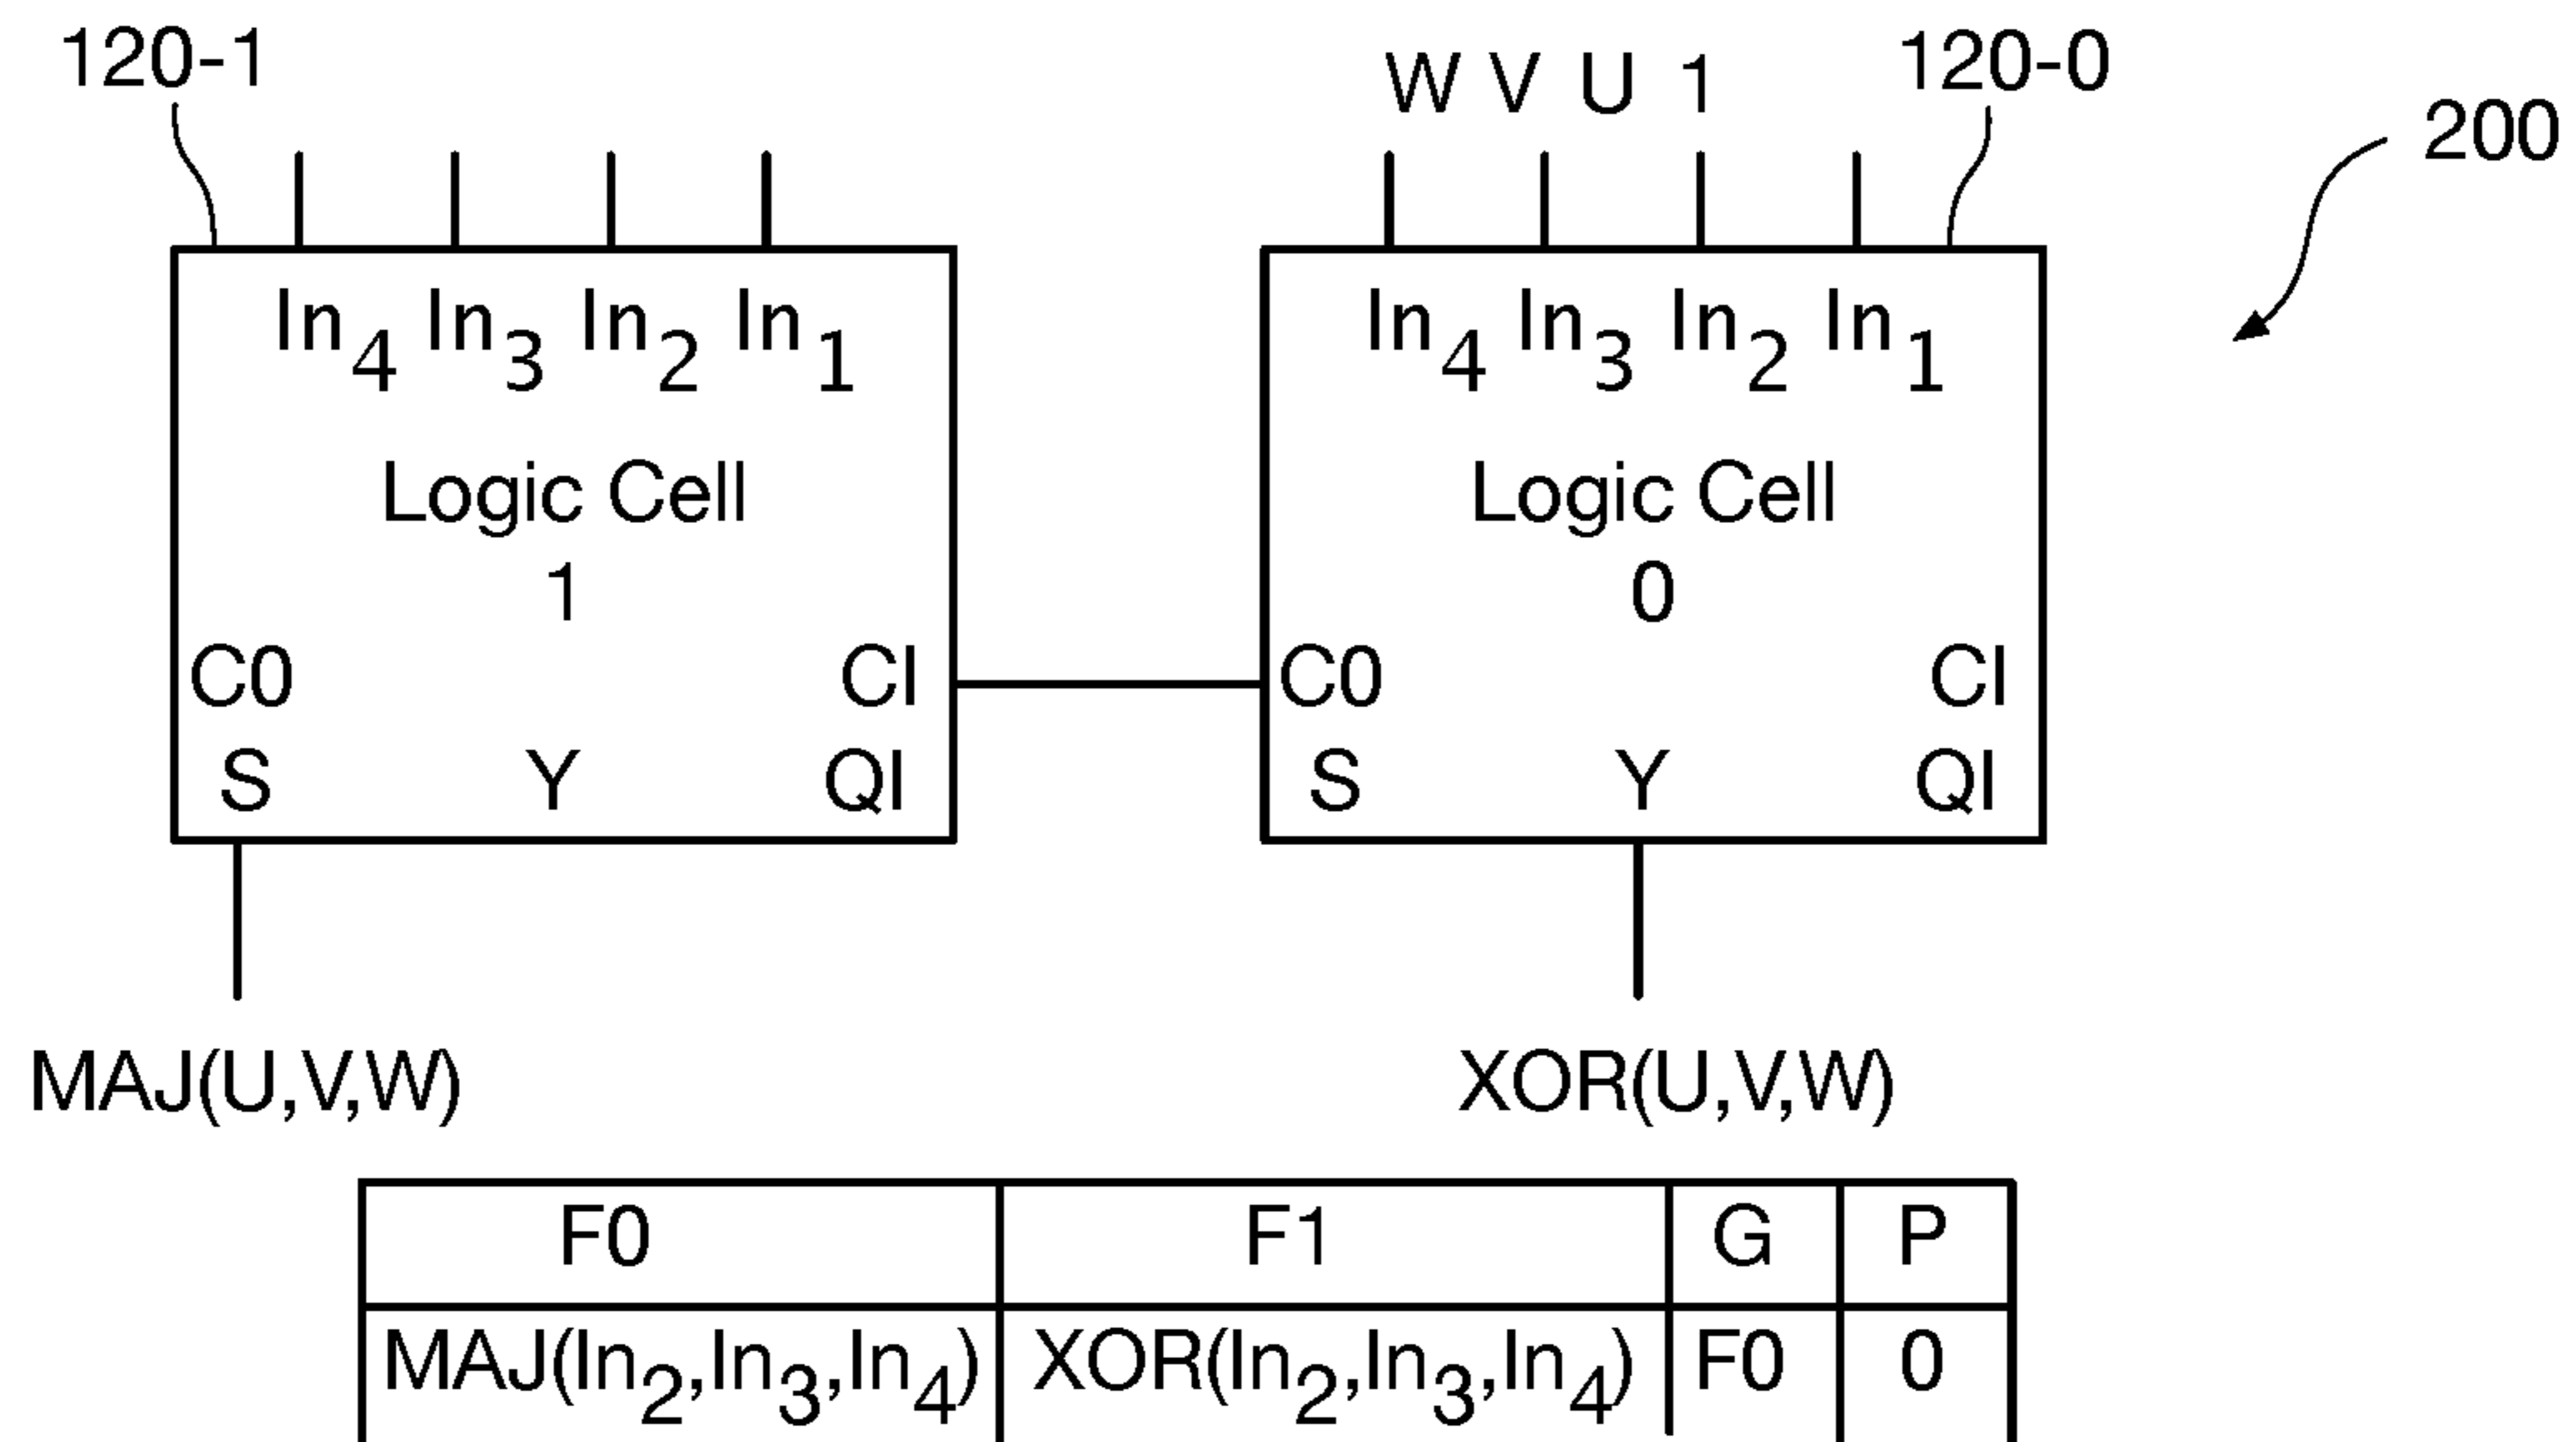 120-1 W V U 1 120-0 200
In4 In3 In2 In1 In4 In3 In2 In1
Logic Cell Logic Cell
1 0
C0 CI C0 CI
S Y QI S Y QI
MAJ(U,V,W) XOR(U,V,W)
F0 F1 G P
MAJ(In2,In3,In4) XOR(In2,In3,In4) F0 0